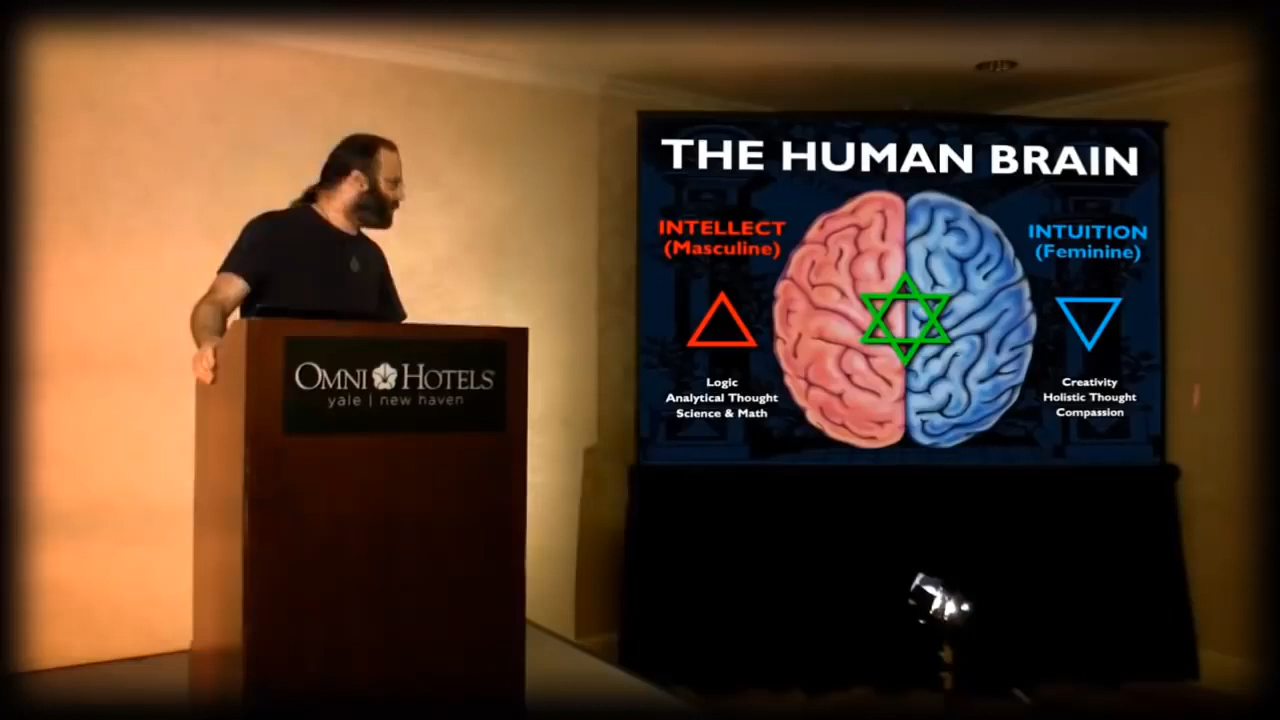 OMNI HOTELS
yale | new haven
THE HUMAN BRAIN
INTELLECT
(Masculine)
Logic
Analytical Thought
Science & Math
INTUITION
(Feminine)
Creativity
Holistic Thought
Compassion